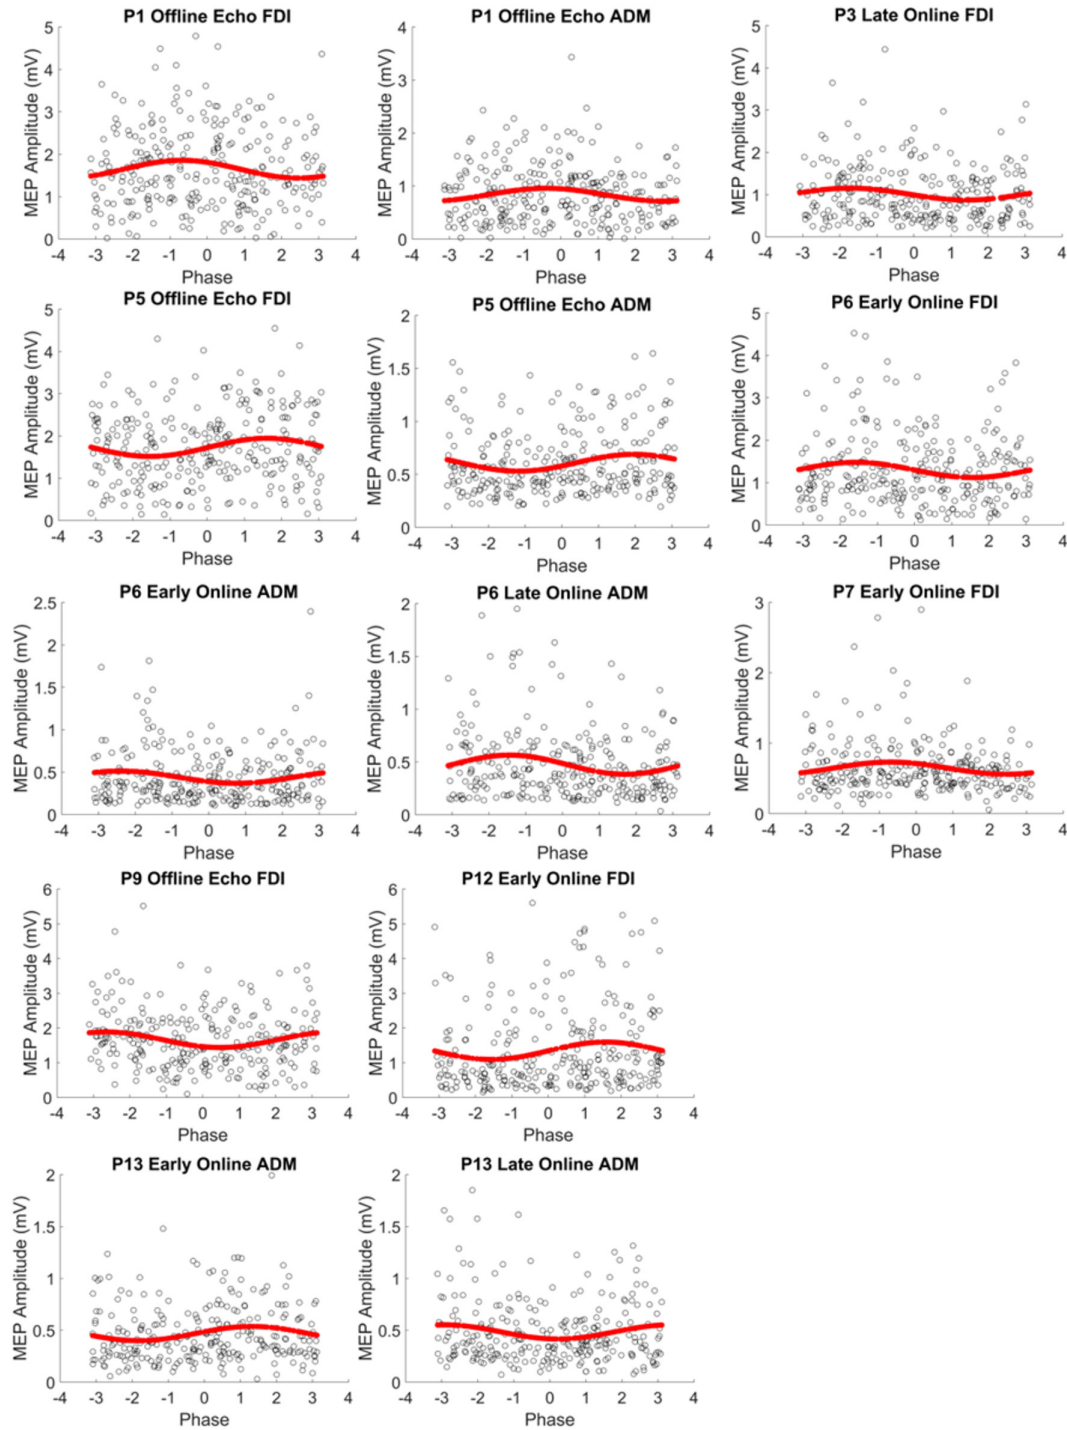 P1 Offline Echo FDI
MEP Amplitude (mV)
5
4
3
2
1
0
-4 -3 -2 -1 0 1 2 3 4
Phase
P1 Offline Echo ADM
MEP Amplitude (mV)
4
3
2
1
0
-4 -3 -2 -1 0 1 2 3 4
Phase
P3 Late Online FDI
MEP Amplitude (mV)
5
4
3
2
1
0
-4 -3 -2 -1 0 1 2 3 4
Phase
P5 Offline Echo FDI
MEP Amplitude (mV)
5
4
3
2
1
0
-4 -3 -2 -1 0 1 2 3 4
Phase
P5 Offline Echo ADM
MEP Amplitude (mV)
2
1.5
1
0.5
0
-4 -3 -2 -1 0 1 2 3 4
Phase
P6 Early Online FDI
MEP Amplitude (mV)
5
4
3
2
1
0
-4 -3 -2 -1 0 1 2 3 4
Phase
P6 Early Online ADM
MEP Amplitude (mV)
2.5
2
1.5
1
0.5
0
-4 -3 -2 -1 0 1 2 3 4
Phase
P6 Late Online ADM
MEP Amplitude (mV)
2
1.5
1
0.5
0
-4 -3 -2 -1 0 1 2 3 4
Phase
P7 Early Online FDI
MEP Amplitude (mV)
3
2
1
0
-4 -3 -2 -1 0 1 2 3 4
Phase
P9 Offline Echo FDI
MEP Amplitude (mV)
6
5
4
3
2
1
0
-4 -3 -2 -1 0 1 2 3 4
Phase
P12 Early Online FDI
MEP Amplitude (mV)
6
5
4
3
2
1
0
-4 -3 -2 -1 0 1 2 3 4
Phase
P13 Early Online ADM
MEP Amplitude (mV)
2
1.5
1
0.5
0
-4 -3 -2 -1 0 1 2 3 4
Phase
P13 Late Online ADM
MEP Amplitude (mV)
2
1.5
1
0.5
0
-4 -3 -2 -1 0 1 2 3 4
Phase